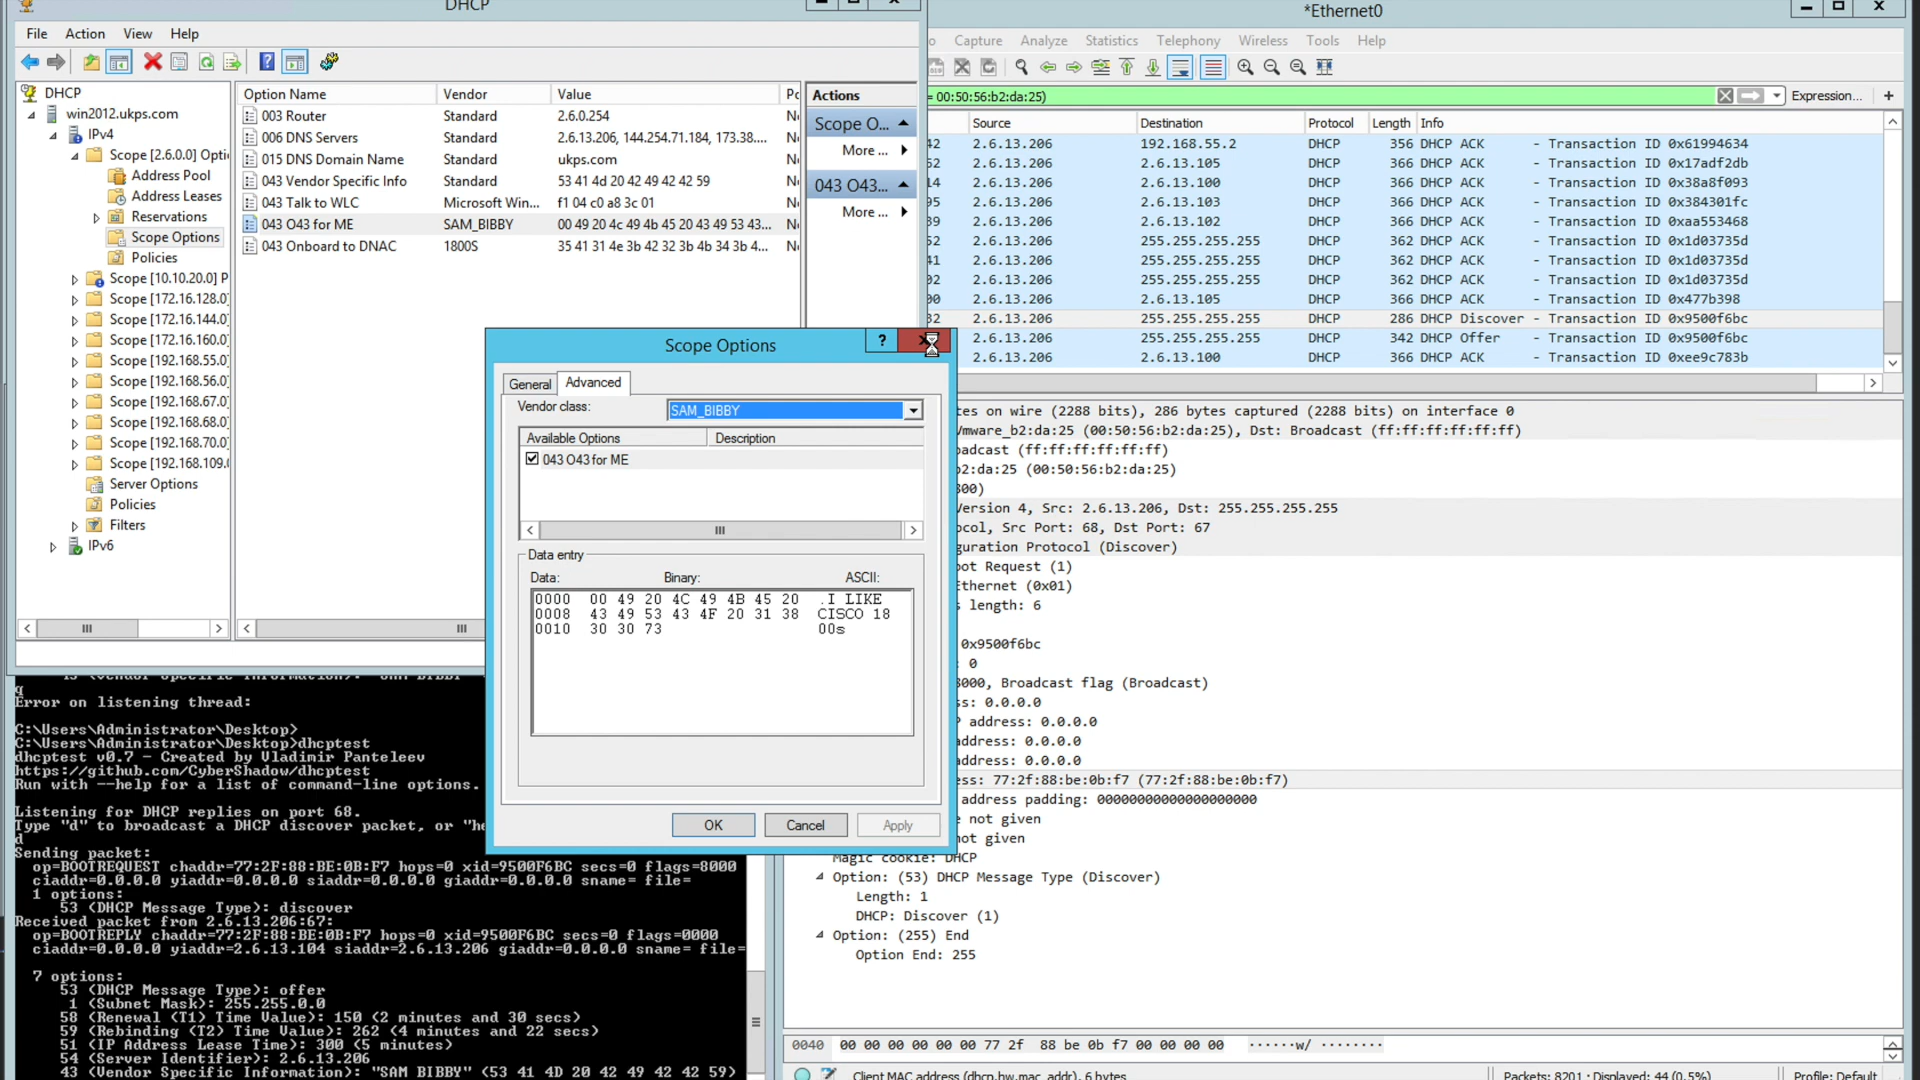 DHCP
File Action View Help
DHCP
win2012.ukps.com
IPv4
Scope [2.6.0.0] Opti
Address Pool
Address Leases
Reservations
Scope Options
Policies
Scope [10.10.20.0] P
Scope [172.16.128.0]
Scope [172.16.144.0]
Scope [172.16.160.0]
Scope [192.168.55.0]
Scope [192.168.56.0]
Scope [192.168.67.0]
Scope [192.168.68.0]
Scope [192.168.70.0]
Scope [192.168.109.0
Server Options
Policies
Filters
IPv6
Option Name Vendor Value
003 Router Standard 2.6.0.254
006 DNS Servers Standard 2.6.13.206, 144.254.71.184, 173.38....
015 DNS Domain Name Standard ukps.com
043 Vendor Specific Info Standard 53 41 4d 20 42 49 42 42 59
043 Talk to WLC Microsoft Win... f1 04 c0 a8 3c 01
043 O43 for ME SAM_BIBBY 00 49 20 4c 49 4b 45 20 43 49 53 43...
043 Onboard to DNAC 1800S 35 41 31 4e 3b 42 32 3b 4b 34 3b 4...
Actions
Scope O...
More ...
043 O43...
More ...
*Ethernet0
Capture Analyze Statistics Telephony Wireless Tools Help
= 00:50:56:b2:da:25) Expression... +
Source Destination Protocol Length Info
42 2.6.13.206 192.168.55.2 DHCP 356 DHCP ACK - Transaction ID 0x61994634
52 2.6.13.206 2.6.13.105 DHCP 366 DHCP ACK - Transaction ID 0x17adf2db
14 2.6.13.206 2.6.13.100 DHCP 366 DHCP ACK - Transaction ID 0x38a8f093
95 2.6.13.206 2.6.13.103 DHCP 366 DHCP ACK - Transaction ID 0x384301fc
39 2.6.13.206 2.6.13.102 DHCP 366 DHCP ACK - Transaction ID 0xaa553468
52 2.6.13.206 255.255.255.255 DHCP 362 DHCP ACK - Transaction ID 0x1d03735d
41 2.6.13.206 255.255.255.255 DHCP 362 DHCP ACK - Transaction ID 0x1d03735d
02 2.6.13.206 255.255.255.255 DHCP 362 DHCP ACK - Transaction ID 0x1d03735d
00 2.6.13.206 2.6.13.105 DHCP 366 DHCP ACK - Transaction ID 0x477b398
32 2.6.13.206 255.255.255.255 DHCP 286 DHCP Discover - Transaction ID 0x9500f6bc
2.6.13.206 255.255.255.255 DHCP 342 DHCP Offer - Transaction ID 0x9500f6bc
2.6.13.206 2.6.13.100 DHCP 366 DHCP ACK - Transaction ID 0xee9c783b
Scope Options
General Advanced
Vendor class: SAM_BIBBY
Available Options Description
043 O43 for ME
Data entry
Data: Binary: ASCII:
0000 00 49 20 4C 49 4B 45 20 .I LIKE
0008 43 49 53 43 4F 20 31 38 CISCO 18
0010 30 30 73 00s
OK Cancel Apply
tes on wire (2288 bits), 286 bytes captured (2288 bits) on interface 0
Vmware_b2:da:25 (00:50:56:b2:da:25), Dst: Broadcast (ff:ff:ff:ff:ff:ff)
oadcast (ff:ff:ff:ff:ff:ff)
b2:da:25 (00:50:56:b2:da:25)
800)
Version 4, Src: 2.6.13.206, Dst: 255.255.255.255
ocol, Src Port: 68, Dst Port: 67
guration Protocol (Discover)
oot Request (1)
Ethernet (0x01)
s length: 6
0x9500f6bc
: 0
8000, Broadcast flag (Broadcast)
ess: 0.0.0.0
P address: 0.0.0.0
address: 0.0.0.0
address: 0.0.0.0
ess: 77:2f:88:be:0b:f7 (77:2f:88:be:0b:f7)
address padding: 00000000000000000000
e not given
not given
Magic cookie: DHCP
Option: (53) DHCP Message Type (Discover)
Length: 1
DHCP: Discover (1)
Option: (255) End
Option End: 255
0040 00 00 00 00 00 00 77 2f 88 be 0b f7 00 00 00 00 ······w/ ········
Client MAC address (dhcp.hw.mac_addr), 6 bytes Packets: 8201 · Displayed: 44 (0.5%) Profile: Default
q
Error on listening thread:
C:\Users\Administrator\Desktop>
C:\Users\Administrator\Desktop>dhcptest
dhcptest v0.7 - Created by Vladimir Panteleev
https://github.com/CyberShadow/dhcptest
Run with --help for a list of command-line options.
Listening for DHCP replies on port 68.
Type "d" to broadcast a DHCP discover packet, or "he
d
Sending packet:
op=BOOTREQUEST chaddr=77:2F:88:BE:0B:F7 hops=0 xid=9500F6BC secs=0 flags=8000
ciaddr=0.0.0.0 yiaddr=0.0.0.0 siaddr=0.0.0.0 giaddr=0.0.0.0 sname= file=
1 options:
53 (DHCP Message Type): discover
Received packet from 2.6.13.206:67:
op=BOOTREPLY chaddr=77:2F:88:BE:0B:F7 hops=0 xid=9500F6BC secs=0 flags=0000
ciaddr=0.0.0.0 yiaddr=2.6.13.104 siaddr=2.6.13.206 giaddr=0.0.0.0 sname= file=
7 options:
53 (DHCP Message Type): offer
1 (Subnet Mask): 255.255.0.0
58 (Renewal (T1) Time Value): 150 (2 minutes and 30 secs)
59 (Rebinding (T2) Time Value): 262 (4 minutes and 22 secs)
51 (IP Address Lease Time): 300 (5 minutes)
54 (Server Identifier): 2.6.13.206
43 (Vendor Specific Information): "SAM BIBBY" (53 41 4D 20 42 49 42 42 59)